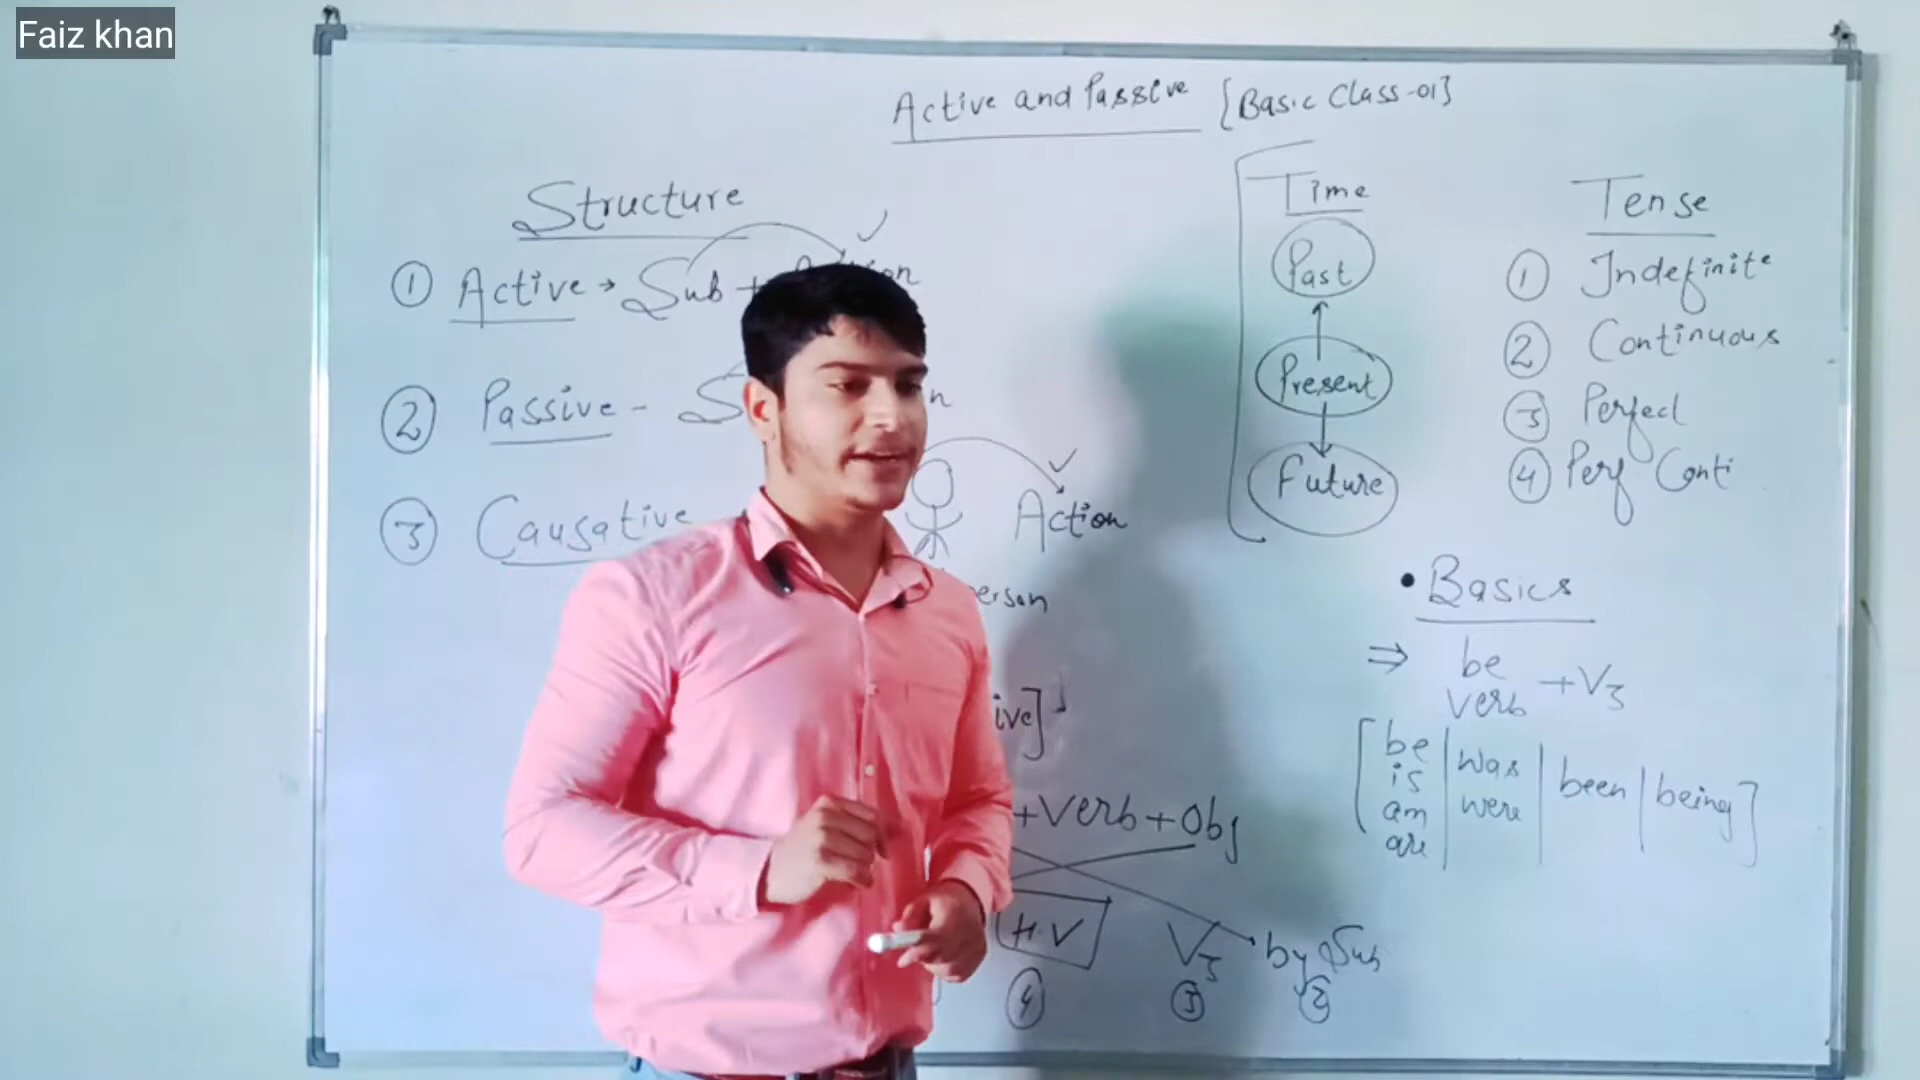 Faiz khan
Active and Passive [Basic Class-01]
Structure
① Active → Sub +
② Passive -
③ Causative
Action
erson
ive]
+Verb+Obj
H.V V3 by Sub
④ ③ ②
Time
Past
Present
Future
Tense
① Indefinite
② Continuous
③ Perfect
④ Perf Conti
• Basics
⇒ be verb + V3
[be is am are | was were | been | being]